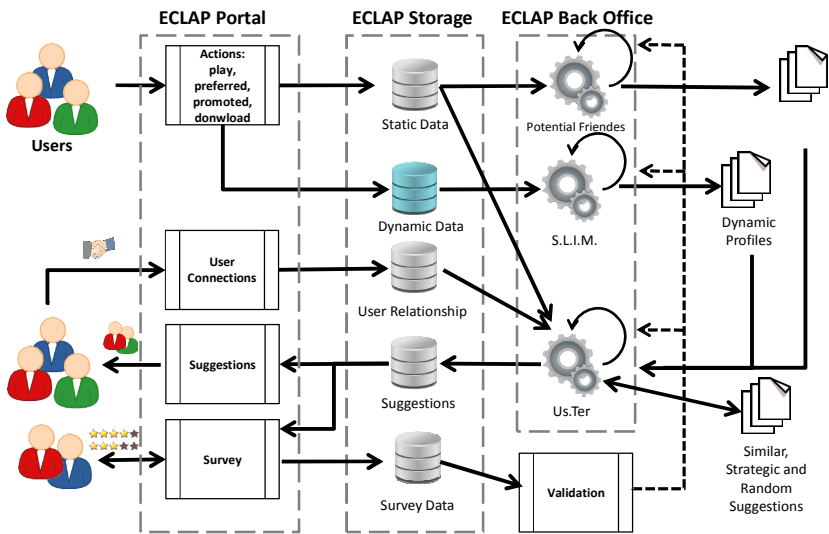 ECLAP Portal
ECLAP Storage
ECLAP Back Office
Actions:
play,
preferred,
promoted,
donwload
Users
Static Data
Potential Friendes
Dynamic Data
S.L.I.M.
Dynamic
Profiles
User
Connections
User Relationship
Suggestions
Suggestions
Us.Ter
Survey
Survey Data
Validation
Similar,
Strategic and
Random
Suggestions